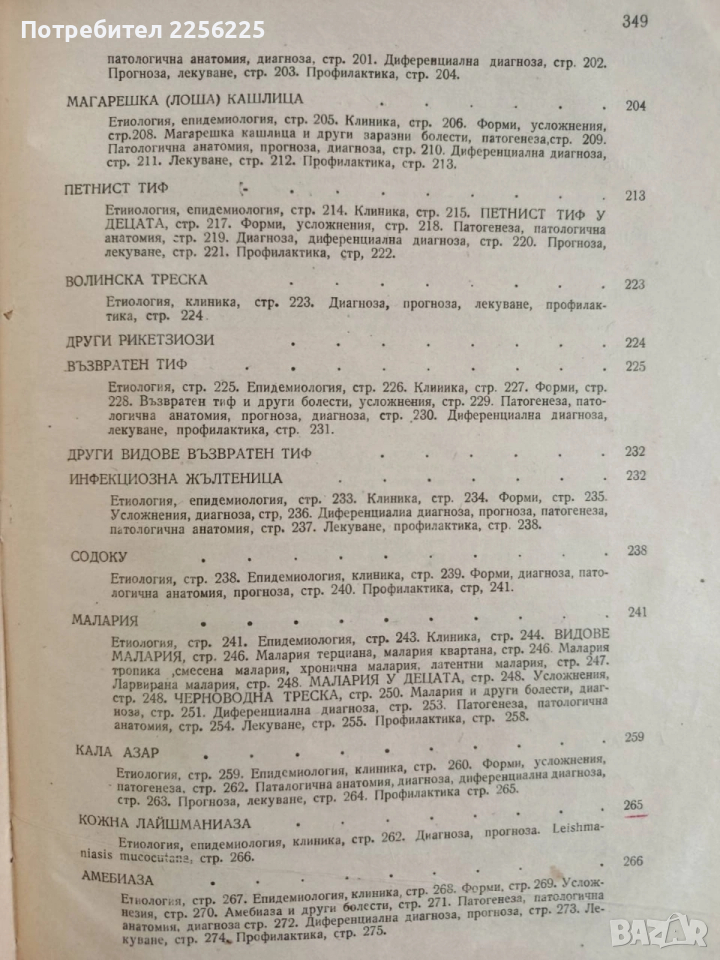 Потребител 2256225
349
патологична анатомия, диагноза, стр. 201. Диференциална диагноза, стр. 202.
Прогноза, лекуване, стр. 203. Профилактика, стр. 204.
МАГАРЕШКА (ЛОША) КАШЛИЦА . . . . . . 204
Етиология, епидемиология, стр. 205. Клиника, стр. 206. Форми, усложнения,
стр.208. Магарешка кашлица и други заразни болести, патогенеза,стр. 209.
Патологична анатомия, прогноза, диагноза, стр. 210. Диференциална диагноза,
стр. 211. Лекуване, стр. 212. Профилактика, стр. 213.
ПЕТНИСТ ТИФ . . . . . . . . 213
Етииология, епидемиология, стр. 214. Клиника, стр. 215. ПЕТНИСТ ТИФ У
ДЕЦАТА, стр. 217. Форми, усложнения, стр. 218. Патогенеза, патологична
анатомия, стр. 219. Диагноза, диференциална диагноза, стр. 220. Прогноза,
лекуване, стр. 221. Профилактика, стр, 222.
ВОЛИНСКА ТРЕСКА . . . . . . . 223
Етиология, клиника, стр. 223. Диагноза, прогноза, лекуване, профилак-
тика, стр. 224.
ДРУГИ РИКЕТЗИОЗИ . . . . . . . 224
ВЪЗВРАТЕН ТИФ . . . . . . . . 225
Етиология, стр. 225. Епидемиология, стр. 226. Клиника, стр. 227. Форми, стр.
228. Възвратен тиф и други болести, усложнения, стр. 229. Патогенеза, пато-
логична анатомия, прогноза, диагноза, стр. 230. Диференциална диагноза,
лекуване, профилактика, стр. 231.
ДРУГИ ВИДОВЕ ВЪЗВРАТЕН ТИФ . . . . . 232
ИНФЕКЦИОЗНА ЖЪЛТЕНИЦА . . . . . . 232
Етиология, епидемиология, стр. 233. Клиника, стр. 234. Форми, стр. 235.
Усложнения, диагноза, стр, 236. Диференциална диагноза, прогноза, патогенеза,
патологична анатомия, стр. 237. Лекуване, профилактика, стр. 238.
СОДОКУ . . . . . . . . . 238
Етиология, стр. 238. Епидемиология, клиника, стр. 239. Форми, диагноза, пато-
логична анатомия, прогноза, стр. 240. Профилактика, стр, 241.
МАЛАРИЯ . . . . . . . . . 241
Етиология, стр. 241. Епидемиология, стр. 243. Клиника, стр. 244. ВИДОВЕ
МАЛАРИЯ, стр. 246. Малария терциана, малария квартана, стр. 246. Малария
тропика ,смесена малария, хронична малария, латентни малария, стр. 247.
Ларвирана малария, стр. 248. МАЛАРИЯ У ДЕЦАТА, стр. 248. Усложнения,
стр. 248. ЧЕРНОВОДНА ТРЕСКА, стр. 250. Малария и други болести, диаг-
ноза, стр. 251. Диференциална диагноза, стр. 253. Патогенеза, патологична
анатомия, стр. 254. Лекуване, стр. 255. Профилактика, стр. 258.
КАЛА АЗАР . . . . . . . . 259
Етиология, стр. 259. Епидемиология, клиника, стр. 260. Форми, усложнения,
патогенеза, стр. 262. Паталогична анатомия, диагноза, диференциална диагноза,
стр. 263. Прогноза, лекуване, стр. 264. Профилактика стр. 265.
КОЖНА ЛАЙШМАНИАЗА . . . . . . 265
Етиология, епидемиология, клиника, стр. 262. Диагноза, прогноза. Leishma-
niasis mucocutana, стр. 266.
АМЕБИАЗА . . . . . . . . 266
Етиология, стр. 267. Епидемиология, клиника, стр. 268. Форми, стр. 269. Услож-
незия, стр. 270. Амебиаза и други болести, стр. 271. Патогенеза, патологична
анатомия, диагноза стр. 272. Диференциална диагноза, прогноза, стр. 273. Ле-
куване, стр. 274. Профилактика, стр. 275.
BAZAR